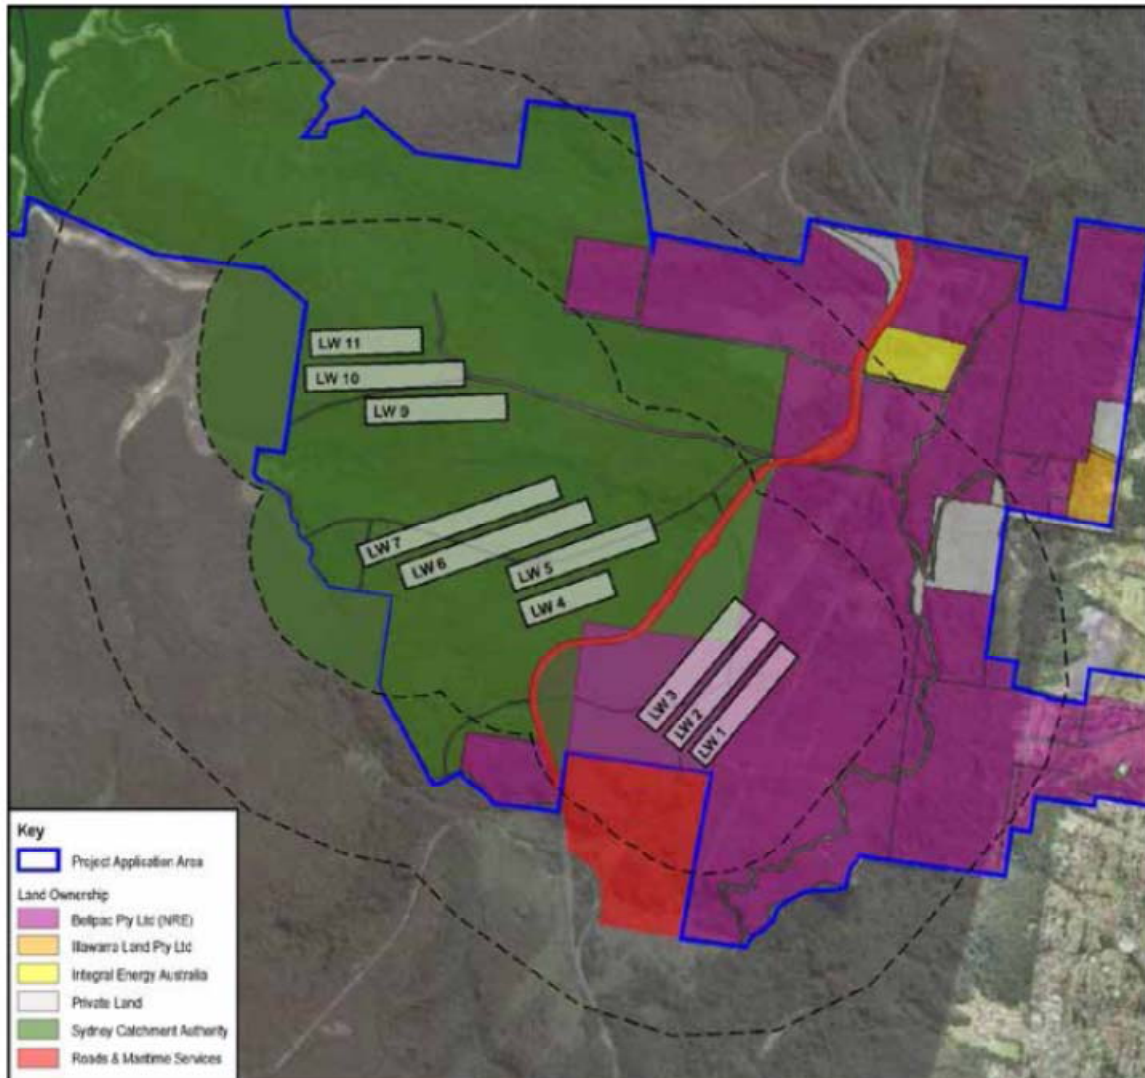 LW 11
LW 10
LW 9
LW 7
LW 6
LW 5
LW 4
LW 3
LW 2
LW 1
Key
Project Application Area
Land Ownership
Bellpac Pty Ltd (NRE)
Illawarra Land Pty Ltd
Integral Energy Australia
Private Land
Sydney Catchment Authority
Roads & Maritime Services